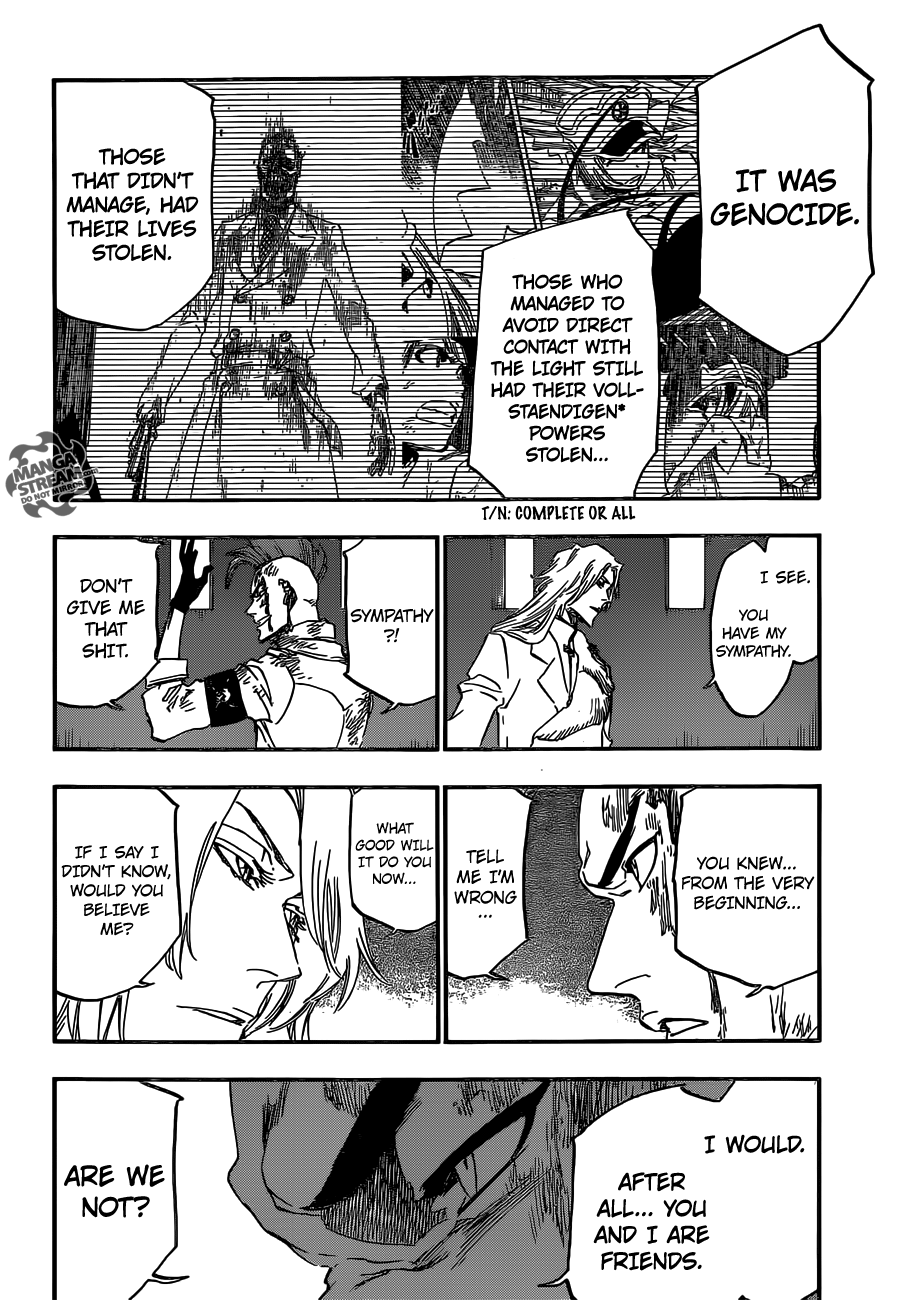 IT WAS
GENOCIDE.
THOSE WHO
MANAGED TO
AVOID DIRECT
CONTACT WITH
THE LIGHT STILL
HAD THEIR VOLL-
STAENDIGEN*
POWERS
STOLEN...
THOSE
THAT DIDN'T
MANAGE, HAD
THEIR LIVES
STOLEN.
MANGA
STREAM.com
DO NOT MIRROR
T/N: COMPLETE OR ALL
I SEE.
YOU
HAVE MY
SYMPATHY.
SYMPATHY
?!
DON'T
GIVE ME
THAT
SHIT.
YOU KNEW...
FROM THE VERY
BEGINNING...
TELL
ME I'M
WRONG
...
WHAT
GOOD WILL
IT DO YOU
NOW...
IF I SAY I
DIDN'T KNOW,
WOULD YOU
BELIEVE
ME?
I WOULD.
AFTER
ALL... YOU
AND I ARE
FRIENDS.
ARE WE
NOT?